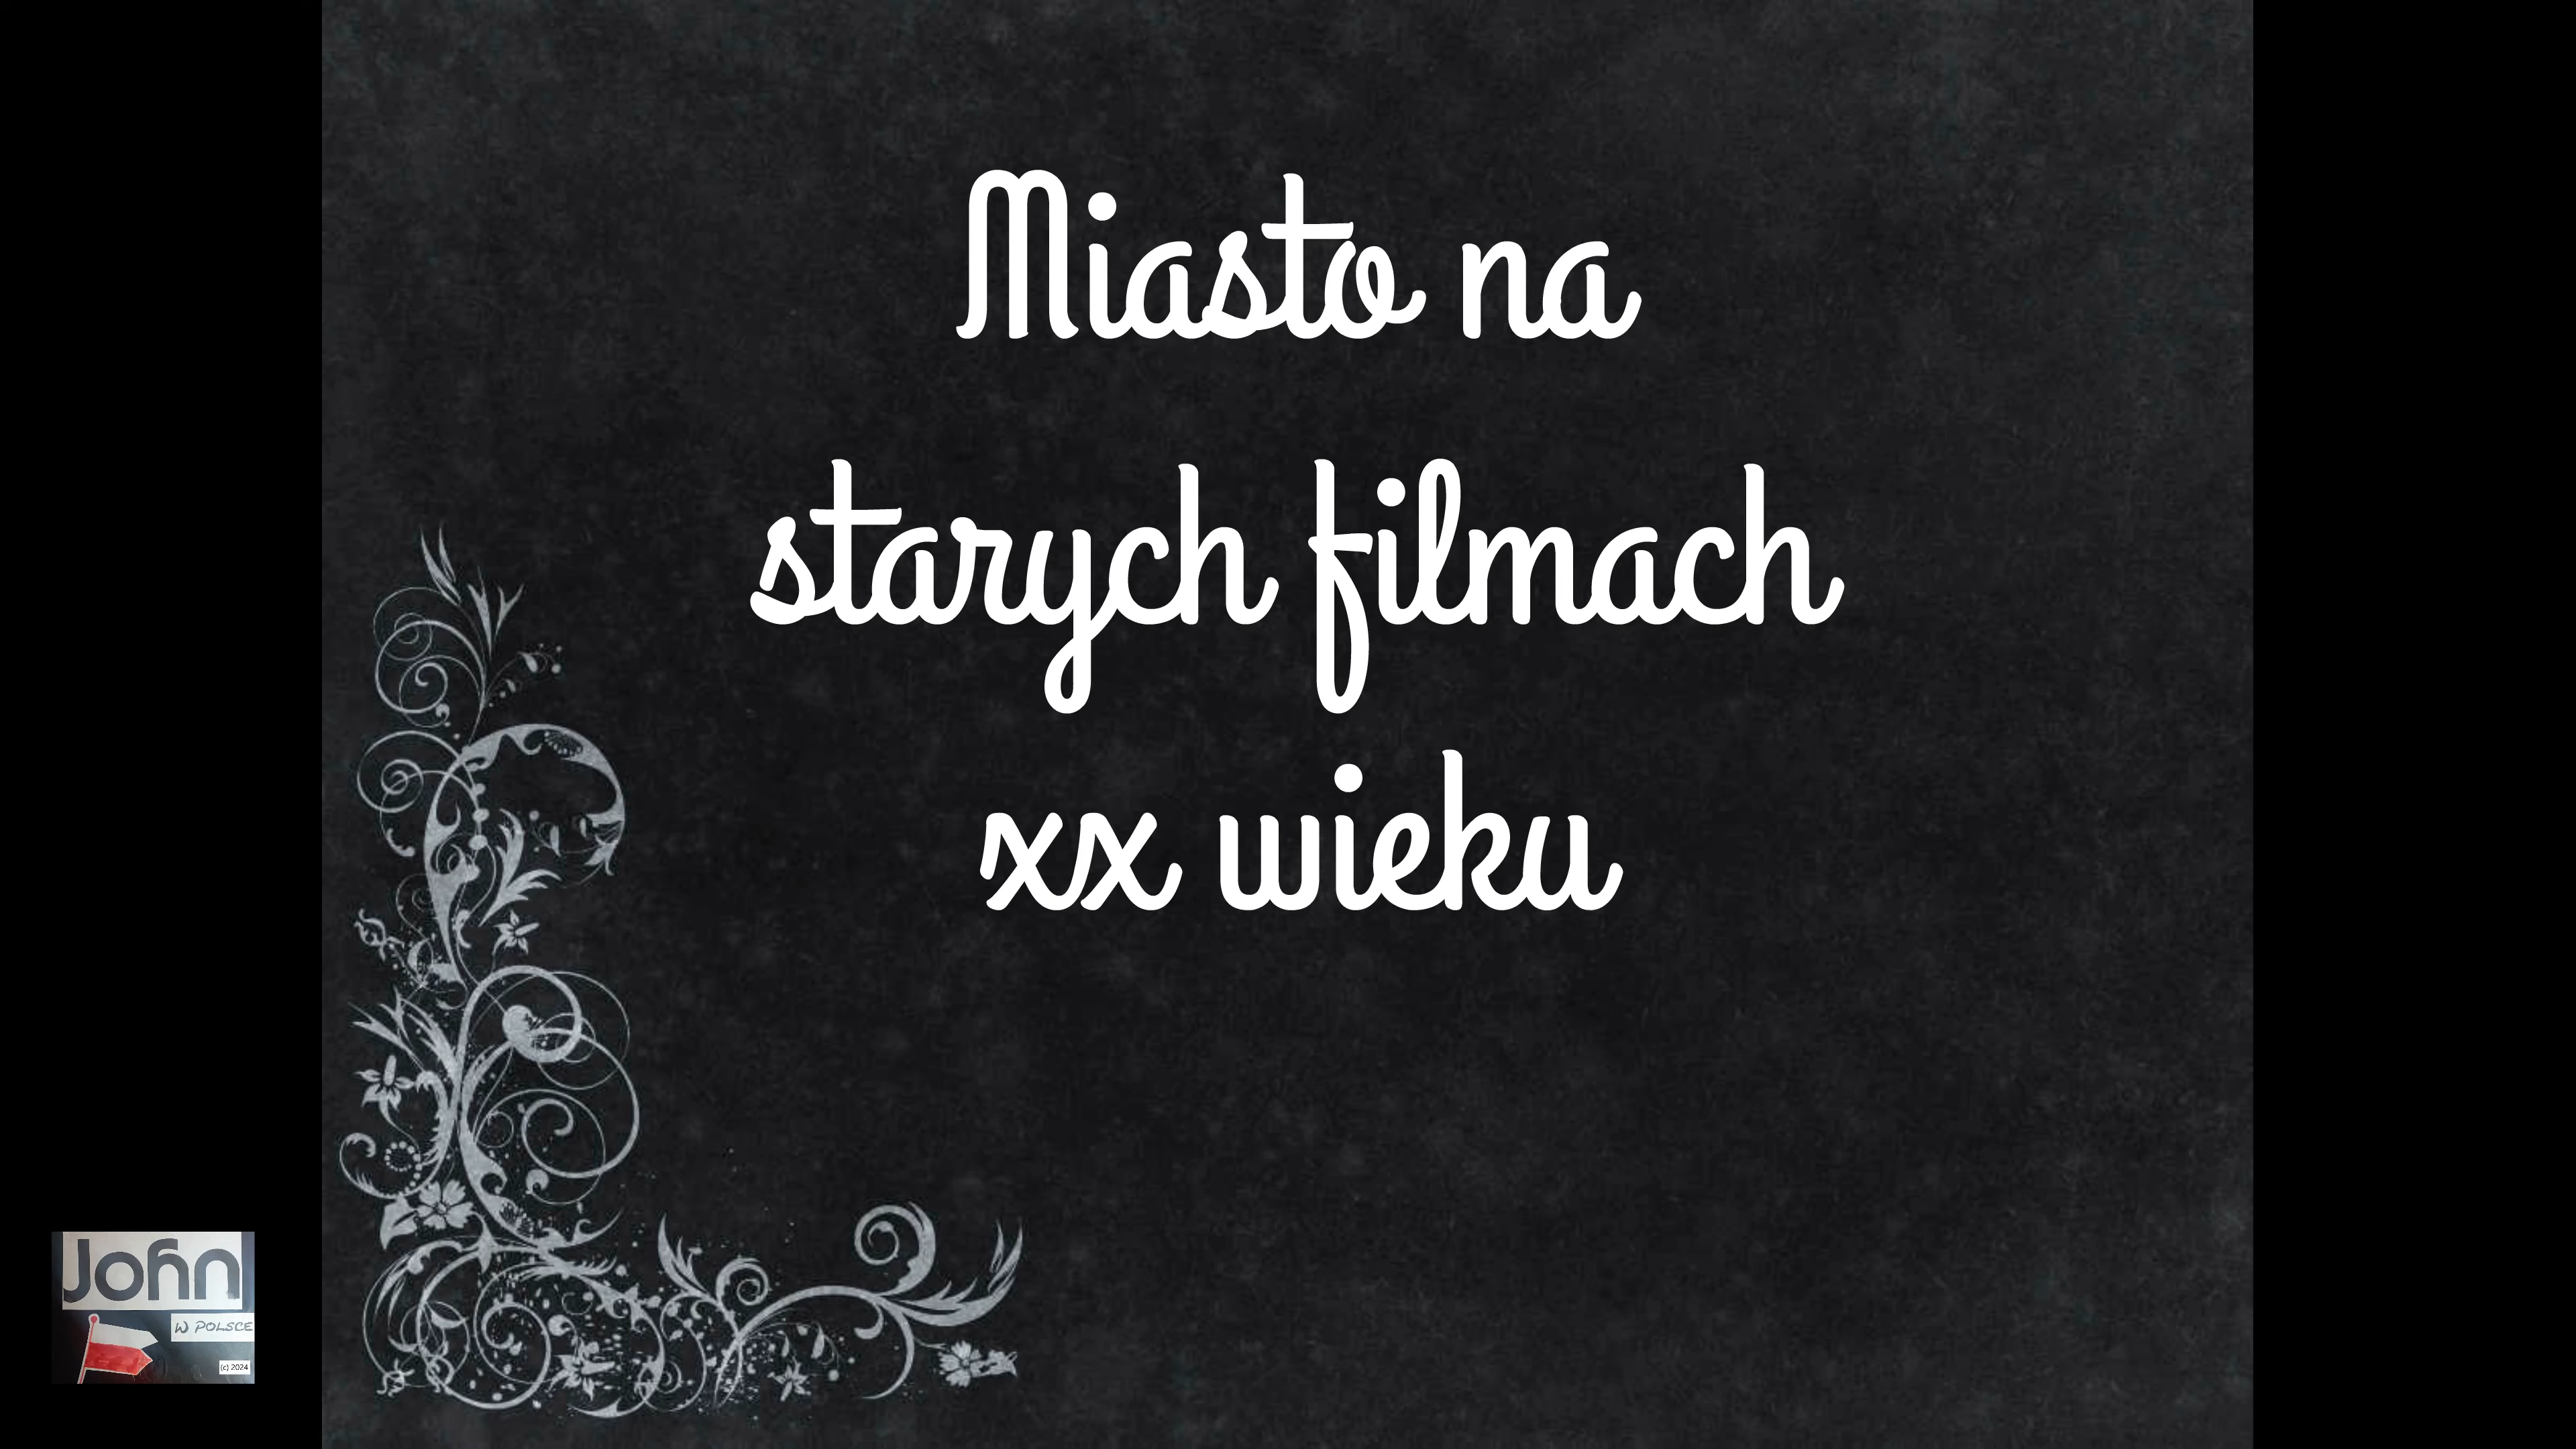 Miasto na
starych filmach
xx wieku
John
W POLSCE
(c) 2024